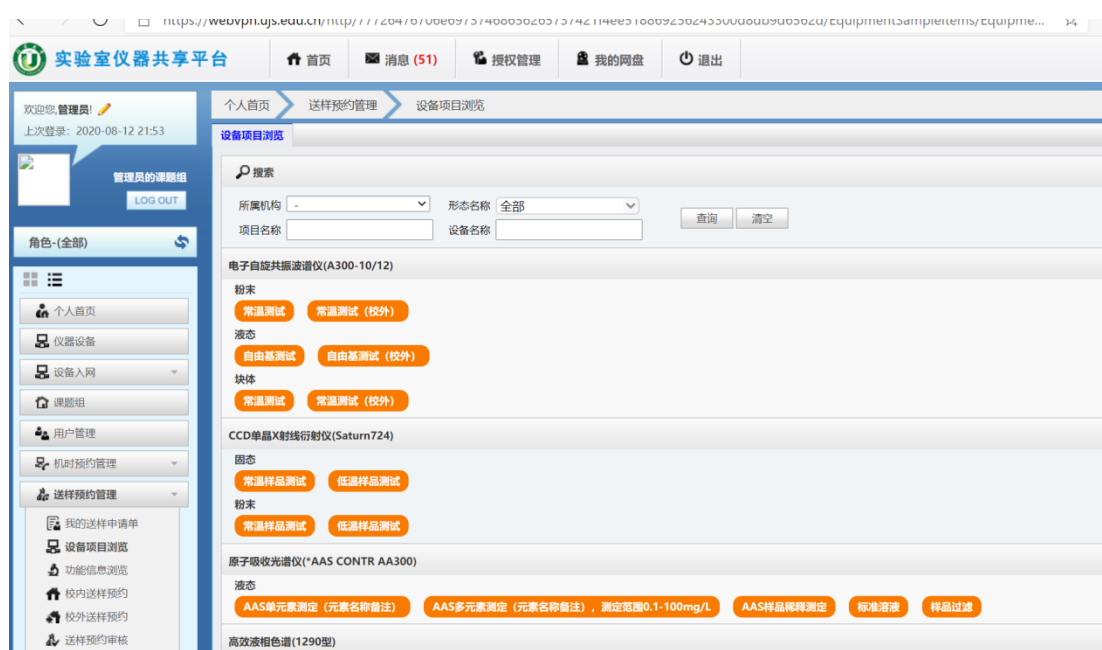 实验室仪器共享平台
首页
消息 (51)
授权管理
我的网盘
退出
欢迎您,管理员!
上次登录: 2020-08-12 21:53
管理员的课题组
LOG OUT
角色-(全部)
个人首页
仪器设备
设备入网
课题组
用户管理
机时预约管理
送样预约管理
我的送样申请单
设备项目浏览
功能信息浏览
校内送样预约
校外送样预约
送样预约审核
个人首页
送样预约管理
设备项目浏览
设备项目浏览
搜索
所属机构 -
形态名称 全部
查询 清空
项目名称
设备名称
电子自旋共振波谱仪(A300-10/12)
粉末
常温测试 常温测试（校外）
液态
自由基测试 自由基测试（校外）
块体
常温测试 常温测试（校外）
CCD单晶X射线衍射仪(Saturn724)
固态
常温样品测试 低温样品测试
粉末
常温样品测试 低温样品测试
原子吸收光谱仪(*AAS CONTR AA300)
液态
AAS单元素测定（元素名称备注） AAS多元素测定（元素名称备注）, 测定范围0.1-100mg/L AAS样品稀释测定 标准溶液 样品过滤
高效液相色谱(1290型)